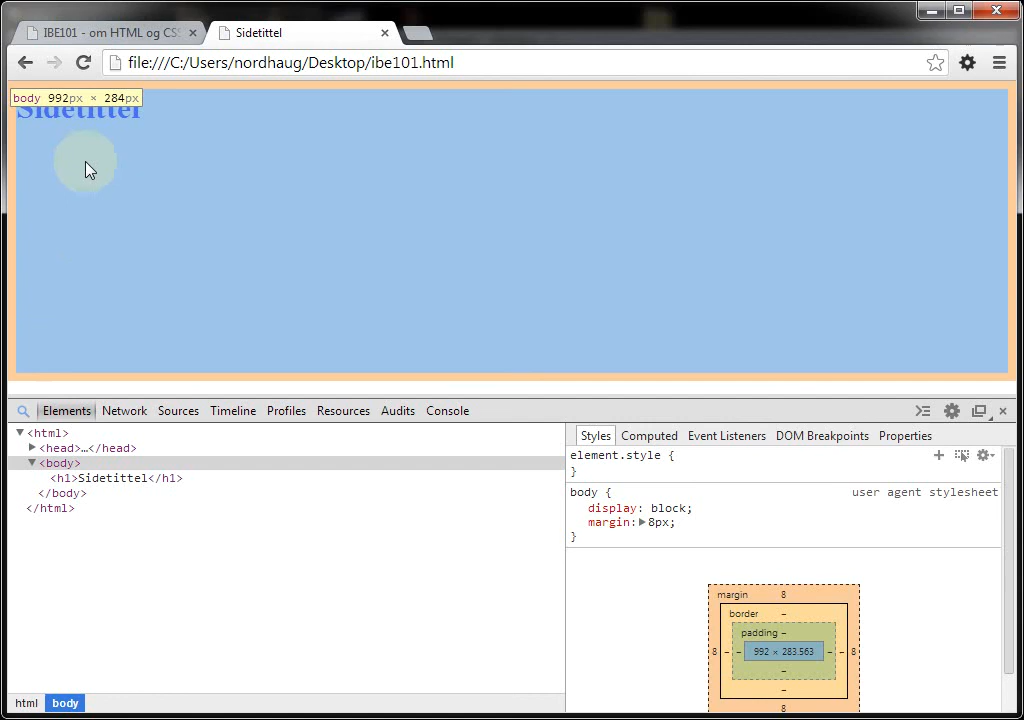 IBE101 - om HTML og CSS
Sidetittel
file:///C:/Users/nordhaug/Desktop/ibe101.html
body 992px × 284px
Sidetittel
Elements Network Sources Timeline Profiles Resources Audits Console
<html>
<head>…</head>
<body>
<h1>Sidetittel</h1>
</body>
</html>
Styles Computed Event Listeners DOM Breakpoints Properties
element.style {
}
body { user agent stylesheet
display: block;
margin: 8px;
}
margin 8
border –
padding –
8 – – 992 × 283.563 – – 8
–
–
8
html body